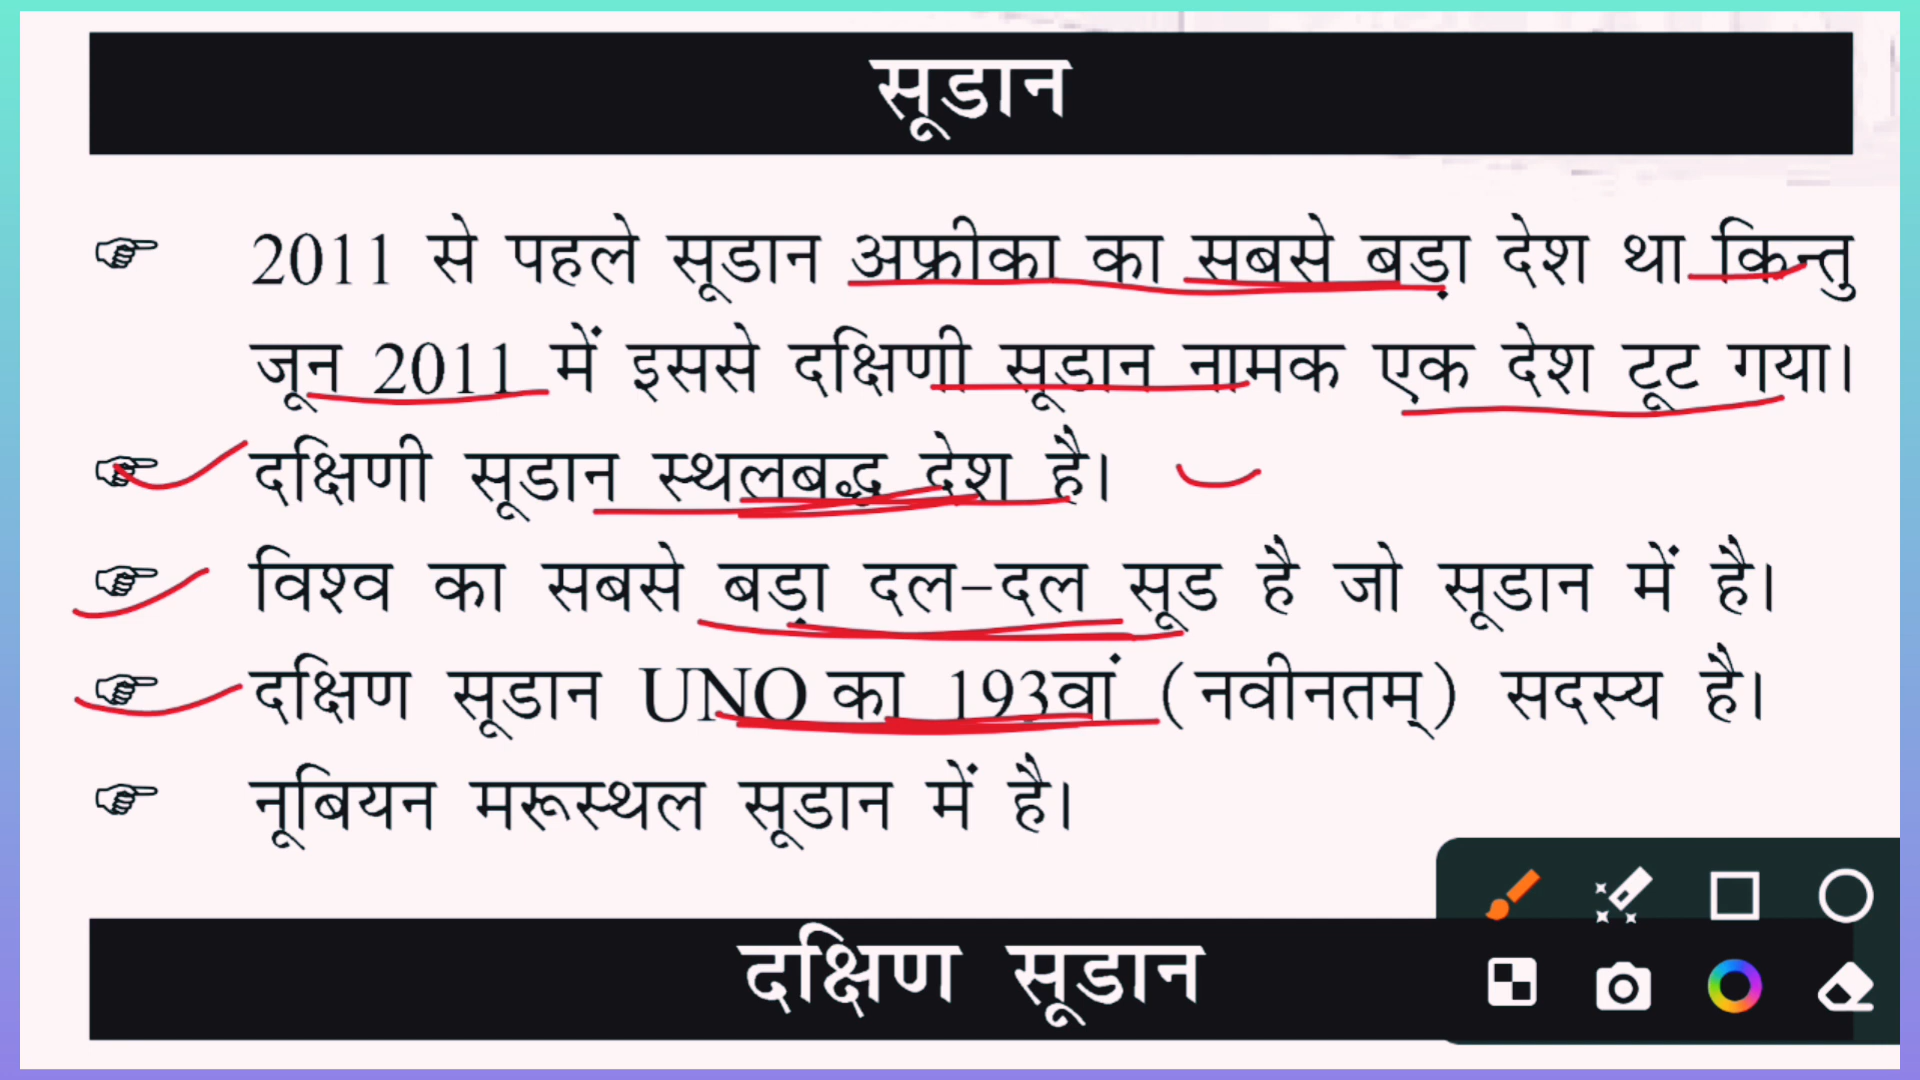 सूडान
2011 से पहले सूडान अफ्रीका का सबसे बड़ा देश था किन्तु
जून 2011 में इससे दक्षिणी सूडान नामक एक देश टूट गया।
दक्षिणी सूडान स्थलबद्ध देश है।
विश्व का सबसे बड़ा दल-दल सूड है जो सूडान में है।
दक्षिण सूडान UNO का 193वां (नवीनतम्) सदस्य है।
नूबियन मरूस्थल सूडान में है।
दक्षिण सूडान